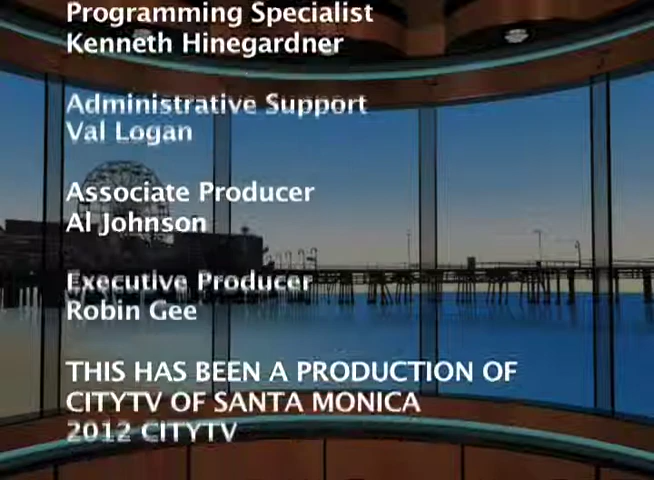 Programming Specialist
Kenneth Hinegardner
Administrative Support
Val Logan
Associate Producer
Al Johnson
Executive Producer
Robin Gee
THIS HAS BEEN A PRODUCTION OF
CITYTV OF SANTA MONICA
2012 CITYTV